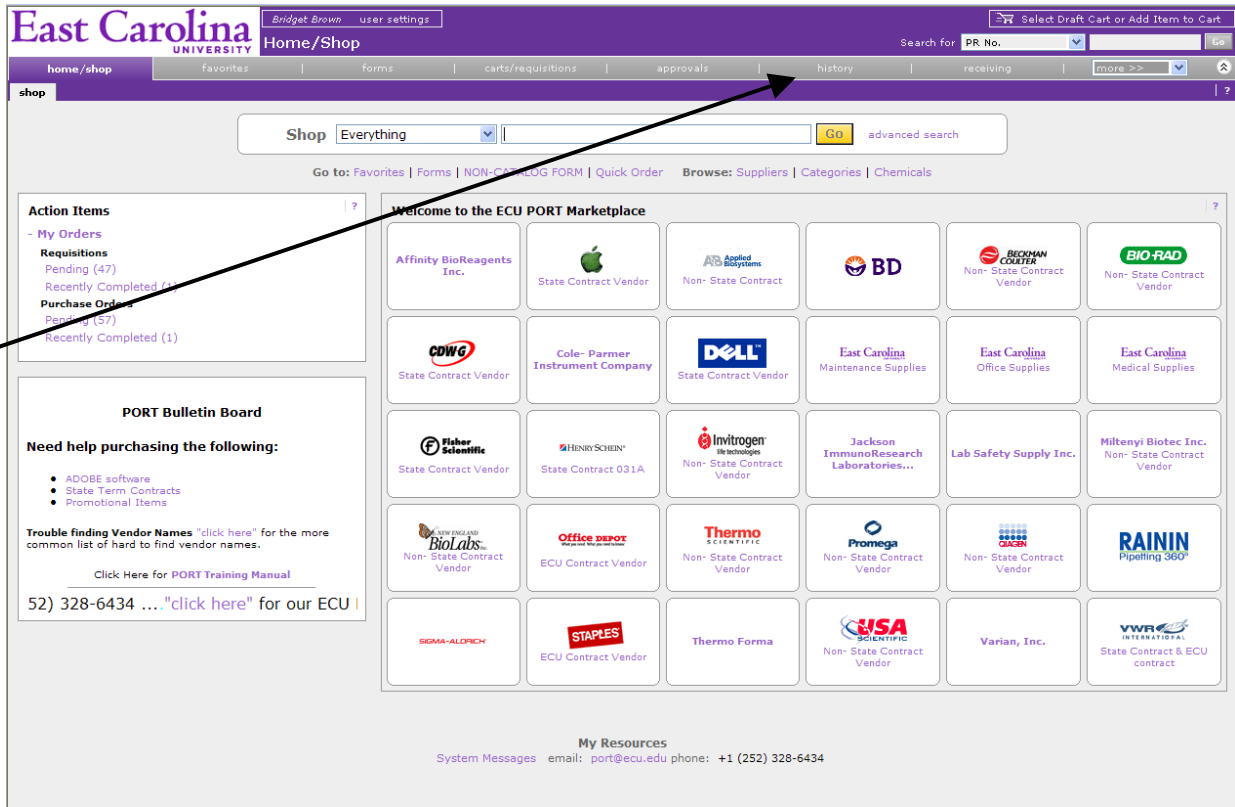 East Carolina
UNIVERSITY
Bridget Brown user settings
Select Draft Cart or Add Item to Cart
Home/Shop
Search for PR No. Go
home/shop favorites | forms | carts/requisitions | approvals | history | receiving | more >>
shop | ?
Shop Everything Go advanced search
Go to: Favorites | Forms | NON-CATALOG FORM | Quick Order Browse: Suppliers | Categories | Chemicals
Action Items ?
- My Orders
Requisitions
Pending (47)
Recently Completed (1)
Purchase Orders
Pending (57)
Recently Completed (1)
PORT Bulletin Board
Need help purchasing the following:
• ADOBE software
• State Term Contracts
• Promotional Items
Trouble finding Vendor Names "click here" for the more
common list of hard to find vendor names.
Click Here for PORT Training Manual
52) 328-6434 ...."click here" for our ECU
Welcome to the ECU PORT Marketplace ?
Affinity BioReagents
Inc.
State Contract Vendor
AB Applied
Biosystems
Non- State Contract
BD
BECKMAN
COULTER
Non- State Contract
Vendor
BIO-RAD
Non- State Contract
Vendor
CDWG
State Contract Vendor
Cole- Parmer
Instrument Company
DELL™
State Contract Vendor
East Carolina
UNIVERSITY
Maintenance Supplies
East Carolina
UNIVERSITY
Office Supplies
East Carolina
UNIVERSITY
Medical Supplies
Fisher
Scientific
State Contract Vendor
HENRY SCHEIN®
State Contract 031A
Invitrogen
life technologies
Non- State Contract
Vendor
Jackson
ImmunoResearch
Laboratories...
Lab Safety Supply Inc.
Miltenyi Biotec Inc.
Non- State Contract
Vendor
NEW ENGLAND
BioLabs Inc.
Non- State Contract
Vendor
Office DEPOT
What you need. When you need to know.
ECU Contract Vendor
Thermo
SCIENTIFIC
Non- State Contract
Vendor
Promega
Non- State Contract
Vendor
QIAGEN
Non- State Contract
Vendor
RAININ
Pipetting 360°
SIGMA-ALDRICH
STAPLES
ECU Contract Vendor
Thermo Forma
USA
SCIENTIFIC
Non- State Contract
Vendor
Varian, Inc.
VWR
INTERNATIONAL
State Contract & ECU
contract
My Resources
System Messages email: port@ecu.edu phone: +1 (252) 328-6434